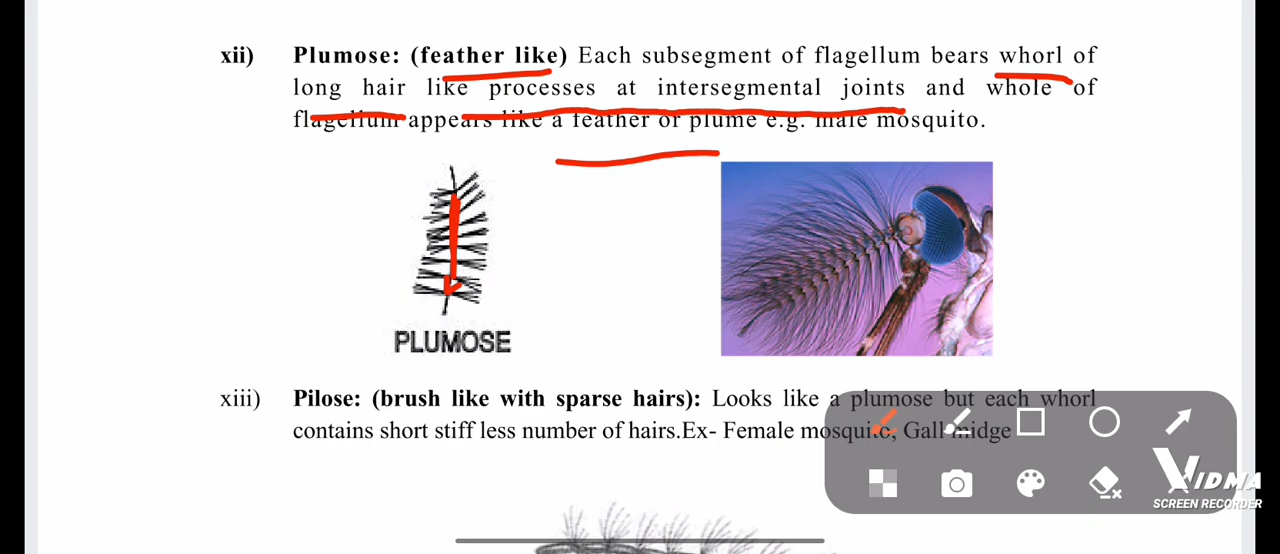 xii) Plumose: (feather like) Each subsegment of flagellum bears whorl of
long hair like processes at intersegmental joints and whole of
flagellum appears like a feather or plume e.g. male mosquito.
PLUMOSE
xiii) Pilose: (brush like with sparse hairs): Looks like a plumose but each whorl
contains short stiff less number of hairs.Ex- Female mosquito, Gall midge
VIDMA
SCREEN RECORDER